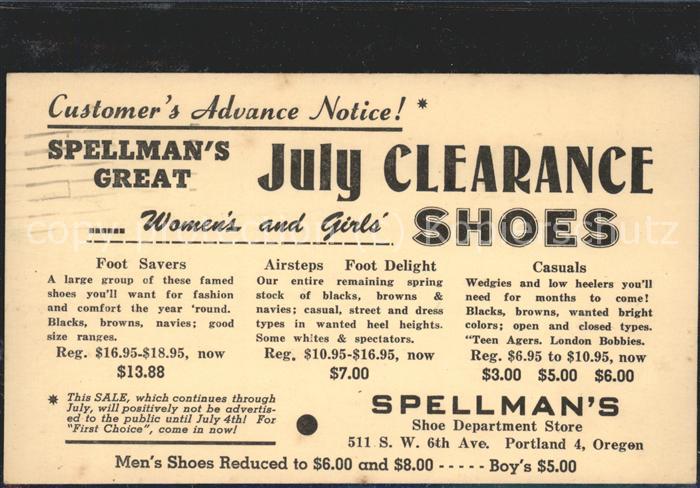 Customer's Advance Notice! *
SPELLMAN'S
GREAT
July CLEARANCE
Women's and Girls' SHOES
Foot Savers
A large group of these famed
shoes you'll want for fashion
and comfort the year 'round.
Blacks, browns, navies; good
size ranges.
Reg. $16.95-$18.95, now
$13.88
Airsteps Foot Delight
Our entire remaining spring
stock of blacks, browns &
navies; casual, street and dress
types in wanted heel heights.
Some whites & spectators.
Reg. $10.95-$16.95, now
$7.00
Casuals
Wedgies and low heelers you'll
need for months to come!
Blacks, browns, wanted bright
colors; open and closed types.
"Teen Agers. London Bobbies.
Reg. $6.95 to $10.95, now
$3.00 $5.00 $6.00
* This SALE, which continues through
July, will positively not be advertis-
ed to the public until July 4th! For
"First Choice", come in now!
SPELLMAN'S
Shoe Department Store
511 S. W. 6th Ave. Portland 4, Oregon
Men's Shoes Reduced to $6.00 and $8.00 - - - - - Boy's $5.00